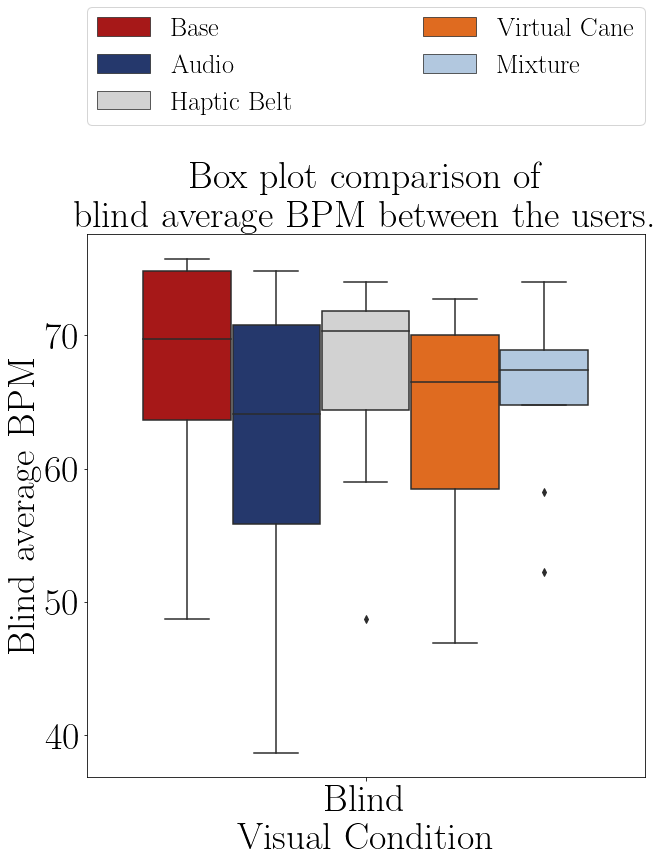 Base
Audio
Haptic Belt
Virtual Cane
Mixture
Box plot comparison of
blind average BPM between the users.
Blind average BPM
70
60
50
40
Blind
Visual Condition